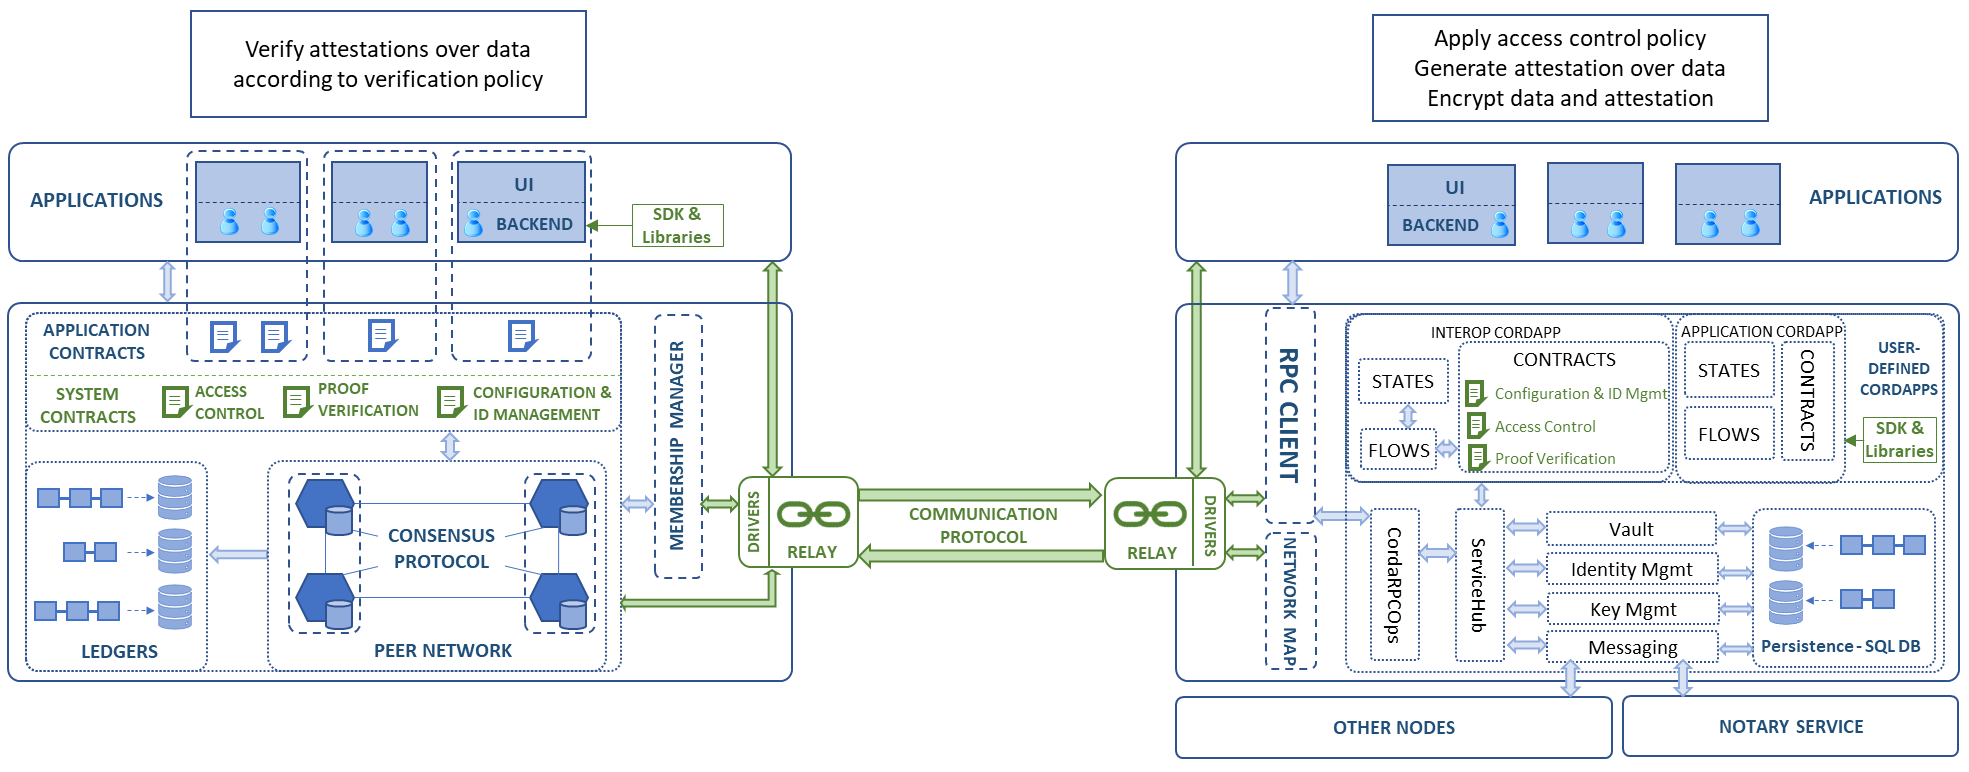 Verify attestations over data
according to verification policy
Apply access control policy
Generate attestation over data
Encrypt data and attestation
APPLICATIONS
UI
BACKEND
SDK &
Libraries
APPLICATION
CONTRACTS
SYSTEM
CONTRACTS
ACCESS
CONTROL
PROOF
VERIFICATION
CONFIGURATION &
ID MANAGEMENT
MEMBERSHIP MANAGER
LEDGERS
CONSENSUS
PROTOCOL
PEER NETWORK
DRIVERS
RELAY
COMMUNICATION
PROTOCOL
RELAY
DRIVERS
UI
BACKEND
APPLICATIONS
RPC CLIENT
NETWORK MAP
INTEROP CORDAPP
STATES
FLOWS
CONTRACTS
Configuration & ID Mgmt
Access Control
Proof Verification
APPLICATION CORDAPP
STATES
FLOWS
CONTRACTS
USER-
DEFINED
CORDAPPS
SDK &
Libraries
CordaRPCOps
ServiceHub
Vault
Identity Mgmt
Key Mgmt
Messaging
Persistence - SQL DB
OTHER NODES
NOTARY SERVICE